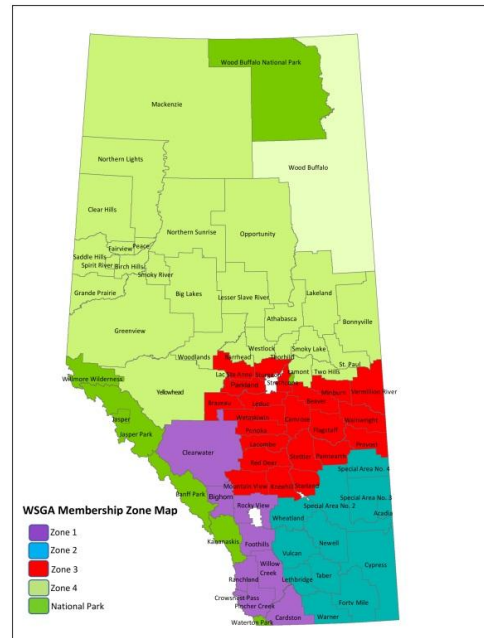 Wood Buffalo National Park
Mackenzie
Wood Buffalo
Northern Lights
Clear Hills
Northern Sunrise
Opportunity
Fairview
Peace
Saddle Hills
Spirit River
Birch Hills
Smoky River
Grande Prairie
Big Lakes
Lesser Slave River
Lakeland
Bonnyville
Athabasca
Greenview
Westlock
Smoky Lake
Woodlands
Barrhead
Thorhild
St. Paul
Lac Ste Anne
Sturgeon
Lamont
Two Hills
Willmore Wilderness
Parkland
Strathcona
Yellowhead
Minburn
Vermilion River
Brazeau
Leduc
Beaver
Jasper
Wetaskiwin
Camrose
Wainwright
Jasper Park
Ponoka
Flagstaff
Clearwater
Lacombe
Provost
Red Deer
Stettler
Paintearth
Special Area No. 4
Banff Park
Mountain View
Kneehill
Starland
Bighorn
WSGA Membership Zone Map
Rocky View
Special Area No. 3
Special Area No. 2
Wheatland
Acadia
Zone 1
Kananaskis
Foothills
Newell
Zone 2
Vulcan
Zone 3
Willow
Creek
Cypress
Zone 4
Ranchland
Lethbridge
Taber
National Park
Crowsnest Pass
Pincher Creek
Forty Mile
Cardston
Warner
Waterton Park